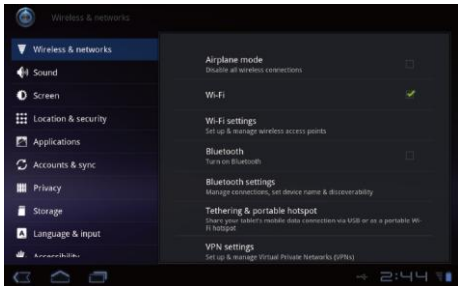 Wireless & networks
Wireless & networks
Sound
Screen
Location & security
Applications
Accounts & sync
Privacy
Storage
Language & input
Accessibility
Airplane mode
Disable all wireless connections
Wi-Fi
Wi-Fi settings
Set up & manage wireless access points
Bluetooth
Turn on Bluetooth
Bluetooth settings
Manage connections, set device name & discoverability
Tethering & portable hotspot
Share your tablet's mobile data connection via USB or as a portable Wi-
Fi hotspot
VPN settings
Set up & manage Virtual Private Networks (VPNs)
2:44